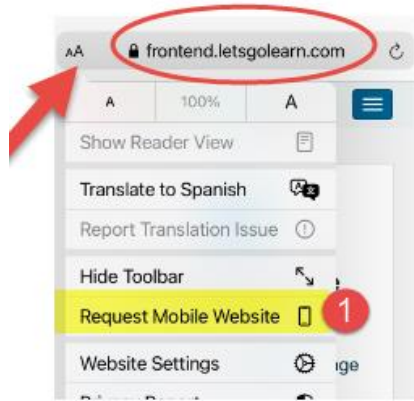 AA frontend.letsgolearn.com
A 100% A
Show Reader View
Translate to Spanish
Report Translation Issue
Hide Toolbar
Request Mobile Website 1
Website Settings